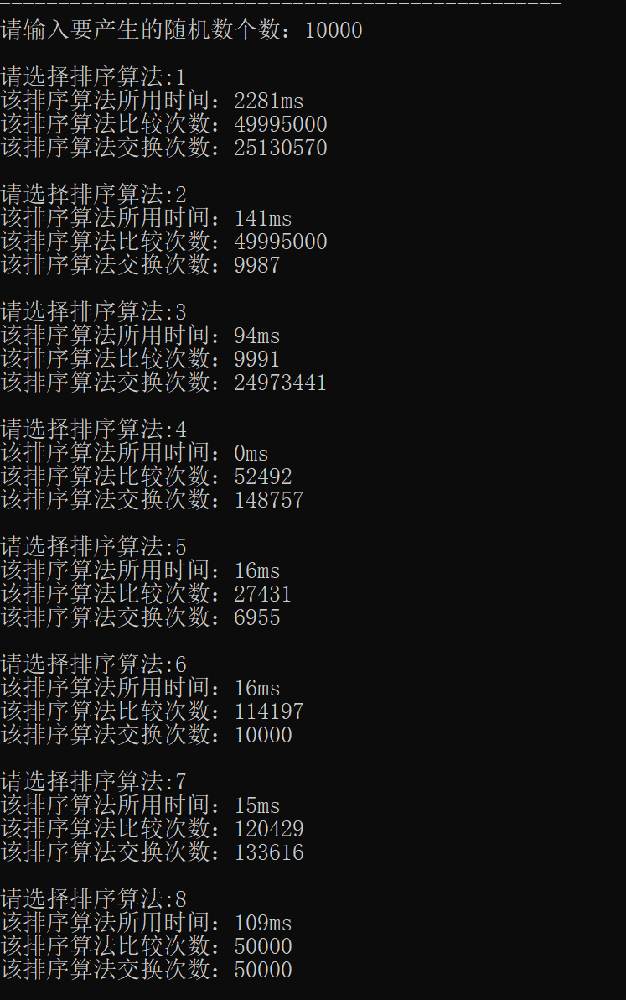 ==================================================
请输入要产生的随机数个数：10000
请选择排序算法:1
该排序算法所用时间：2281ms
该排序算法比较次数：49995000
该排序算法交换次数：25130570
请选择排序算法:2
该排序算法所用时间：141ms
该排序算法比较次数：49995000
该排序算法交换次数：9987
请选择排序算法:3
该排序算法所用时间：94ms
该排序算法比较次数：9991
该排序算法交换次数：24973441
请选择排序算法:4
该排序算法所用时间：0ms
该排序算法比较次数：52492
该排序算法交换次数：148757
请选择排序算法:5
该排序算法所用时间：16ms
该排序算法比较次数：27431
该排序算法交换次数：6955
请选择排序算法:6
该排序算法所用时间：16ms
该排序算法比较次数：114197
该排序算法交换次数：10000
请选择排序算法:7
该排序算法所用时间：15ms
该排序算法比较次数：120429
该排序算法交换次数：133616
请选择排序算法:8
该排序算法所用时间：109ms
该排序算法比较次数：50000
该排序算法交换次数：50000